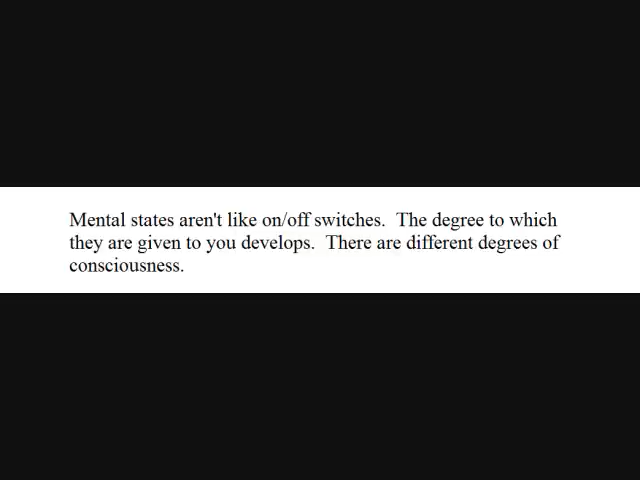 Mental states aren't like on/off switches.  The degree to which
they are given to you develops.  There are different degrees of
consciousness.